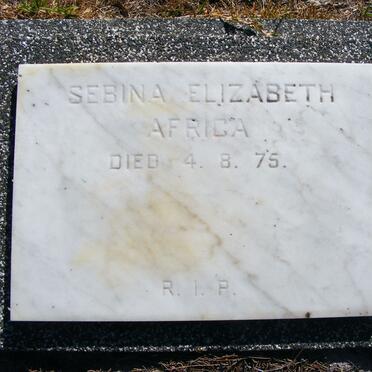 SEBINA ELIZABETH
AFRICA
DIED 4. 8. 75.
R. I. P.